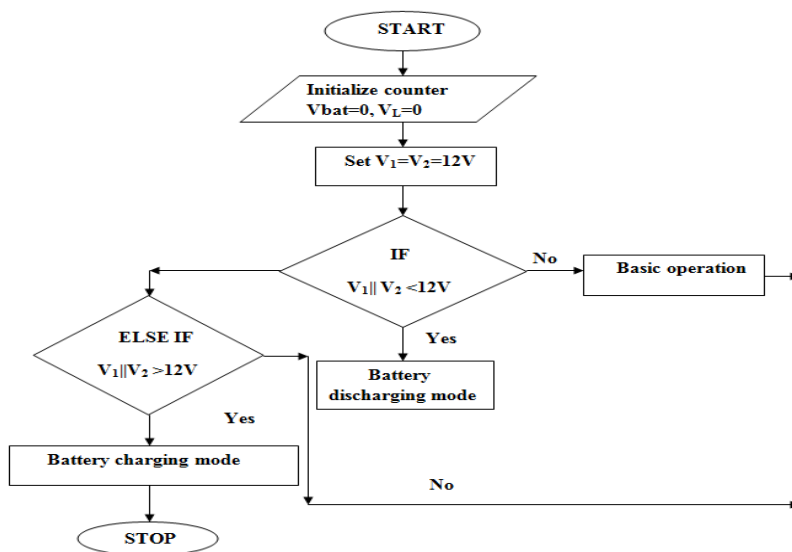 START
Initialize counter
Vbat=0, V_L=0
Set V₁=V₂=12V
IF
V₁|| V₂ <12V
No
Basic operation
Yes
ELSE IF
V₁||V₂ >12V
Battery
discharging mode
Yes
Battery charging mode
No
STOP